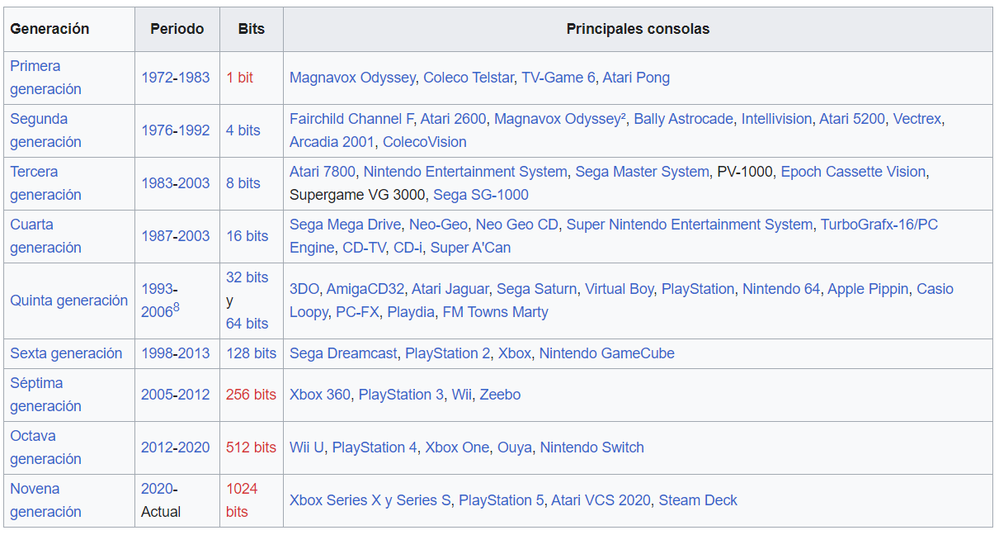 Generación Periodo Bits Principales consolas
Primera
generación
1972-1983 1 bit Magnavox Odyssey, Coleco Telstar, TV-Game 6, Atari Pong
Segunda
generación
1976-1992 4 bits
Fairchild Channel F, Atari 2600, Magnavox Odyssey², Bally Astrocade, Intellivision, Atari 5200, Vectrex,
Arcadia 2001, ColecoVision
Tercera
generación
1983-2003 8 bits
Atari 7800, Nintendo Entertainment System, Sega Master System, PV-1000, Epoch Cassette Vision,
Supergame VG 3000, Sega SG-1000
Cuarta
generación
1987-2003 16 bits
Sega Mega Drive, Neo-Geo, Neo Geo CD, Super Nintendo Entertainment System, TurboGrafx-16/PC
Engine, CD-TV, CD-i, Super A'Can
Quinta generación
1993-
2006⁸
32 bits
y
64 bits
3DO, AmigaCD32, Atari Jaguar, Sega Saturn, Virtual Boy, PlayStation, Nintendo 64, Apple Pippin, Casio
Loopy, PC-FX, Playdia, FM Towns Marty
Sexta generación 1998-2013 128 bits Sega Dreamcast, PlayStation 2, Xbox, Nintendo GameCube
Séptima
generación
2005-2012 256 bits Xbox 360, PlayStation 3, Wii, Zeebo
Octava
generación
2012-2020 512 bits Wii U, PlayStation 4, Xbox One, Ouya, Nintendo Switch
Novena
generación
2020-
Actual
1024
bits
Xbox Series X y Series S, PlayStation 5, Atari VCS 2020, Steam Deck